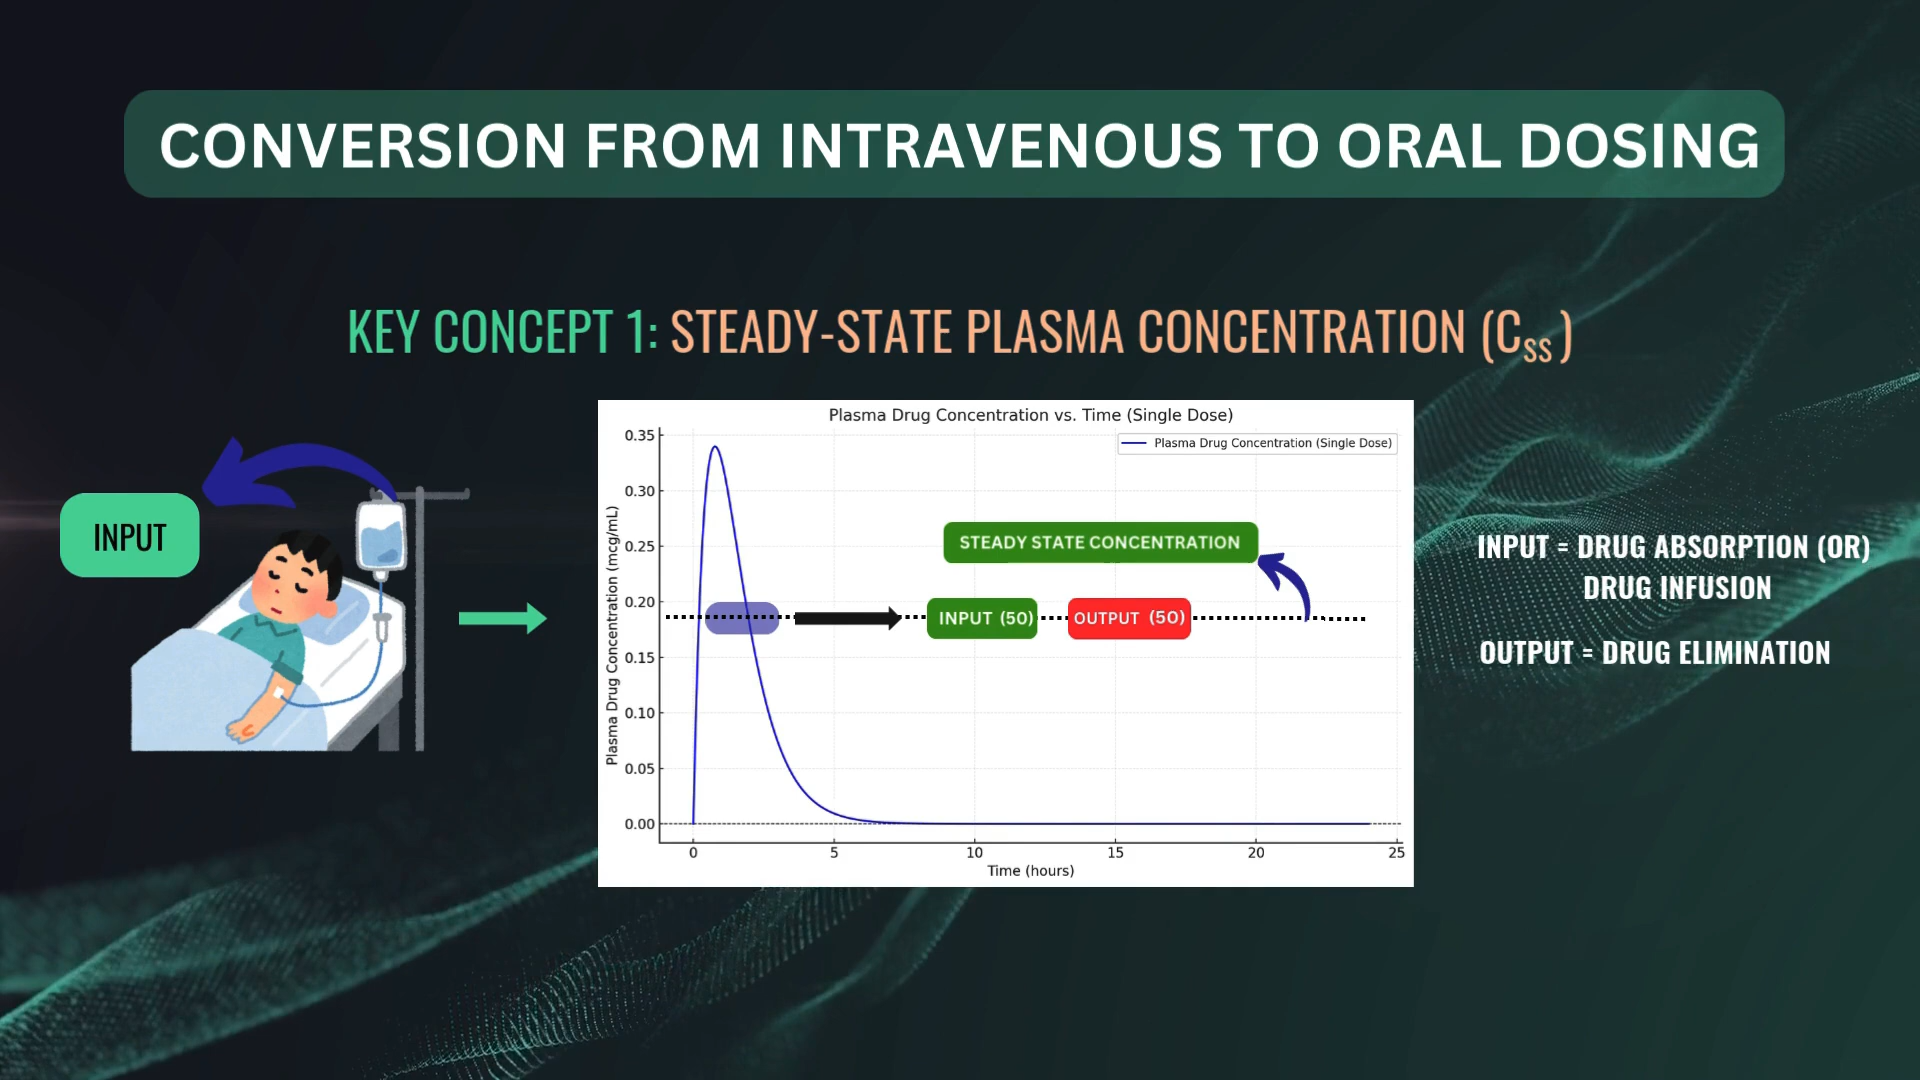 CONVERSION FROM INTRAVENOUS TO ORAL DOSING
KEY CONCEPT 1: STEADY-STATE PLASMA CONCENTRATION (Css)
INPUT
Plasma Drug Concentration vs. Time (Single Dose)
Plasma Drug Concentration (Single Dose)
Plasma Drug Concentration (mcg/mL)
0.35
0.30
0.25
0.20
0.15
0.10
0.05
0.00
STEADY STATE CONCENTRATION
INPUT (50)
OUTPUT (50)
0 5 10 15 20 25
Time (hours)
INPUT = DRUG ABSORPTION (OR)
DRUG INFUSION
OUTPUT = DRUG ELIMINATION